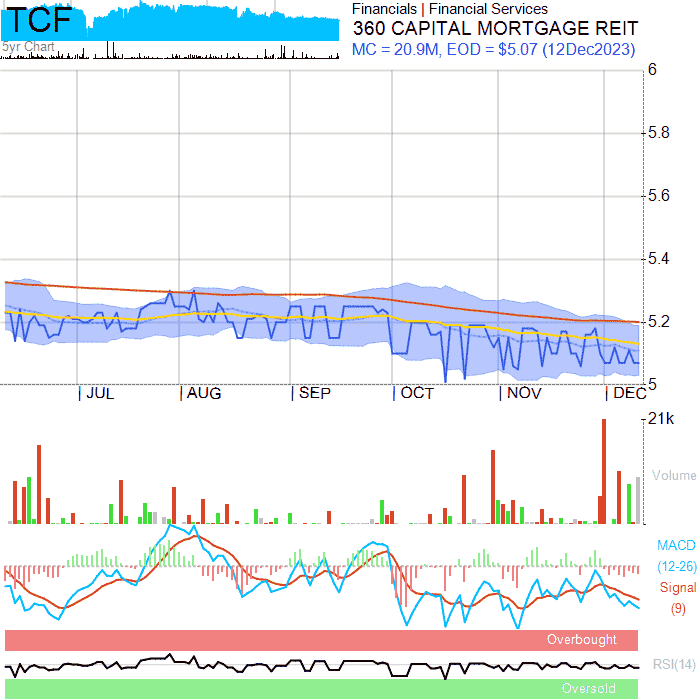 TCF
5yr Chart
Financials | Financial Services
360 CAPITAL MORTGAGE REIT
MC = 20.9M, EOD = $5.07 (12Dec2023)
6
5.8
5.6
5.4
5.2
5
JUL
AUG
SEP
OCT
NOV
DEC
21k
Volume
MACD
(12-26)
Signal
(9)
Overbought
RSI(14)
Oversold